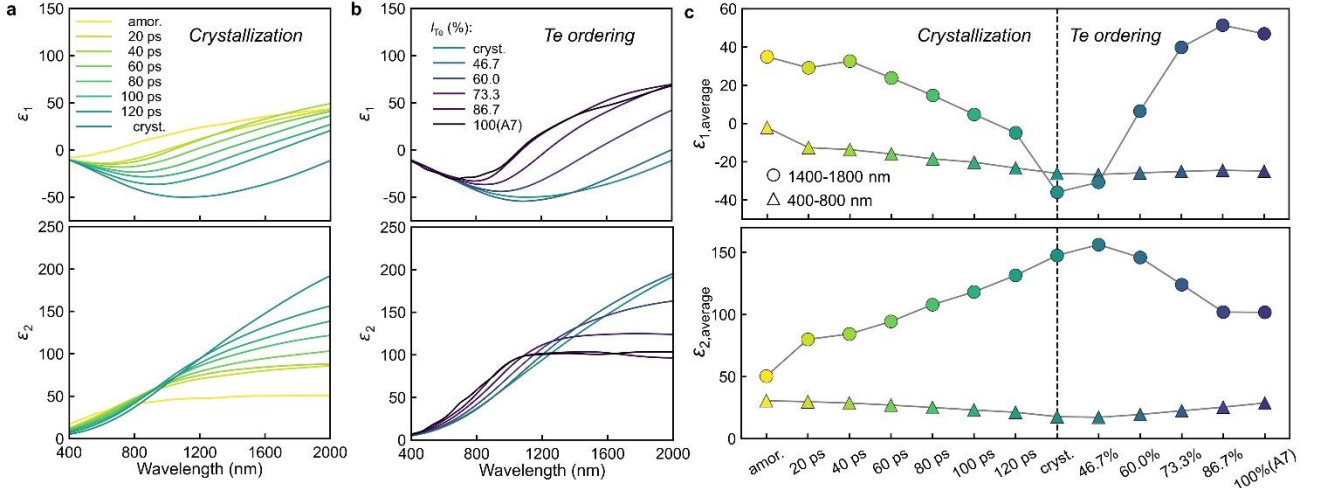 a
150
100
50
0
-50
ε1
amor.
20 ps
40 ps
60 ps
80 ps
100 ps
120 ps
cryst.
Crystallization
250
200
150
100
50
0
ε2
400
800
1200
1600
2000
Wavelength (nm)
b
150
100
50
0
-50
ε1
ITe (%):
cryst.
46.7
60.0
73.3
86.7
100(A7)
Te ordering
250
200
150
100
50
0
ε2
400
800
1200
1600
2000
Wavelength (nm)
c
60
40
20
0
-20
-40
ε1,average
Crystallization
Te ordering
1400-1800 nm
400-800 nm
150
100
50
0
ε2,average
amor.
20 ps
40 ps
60 ps
80 ps
100 ps
120 ps
cryst.
46.7%
60.0%
73.3%
86.7%
100%(A7)